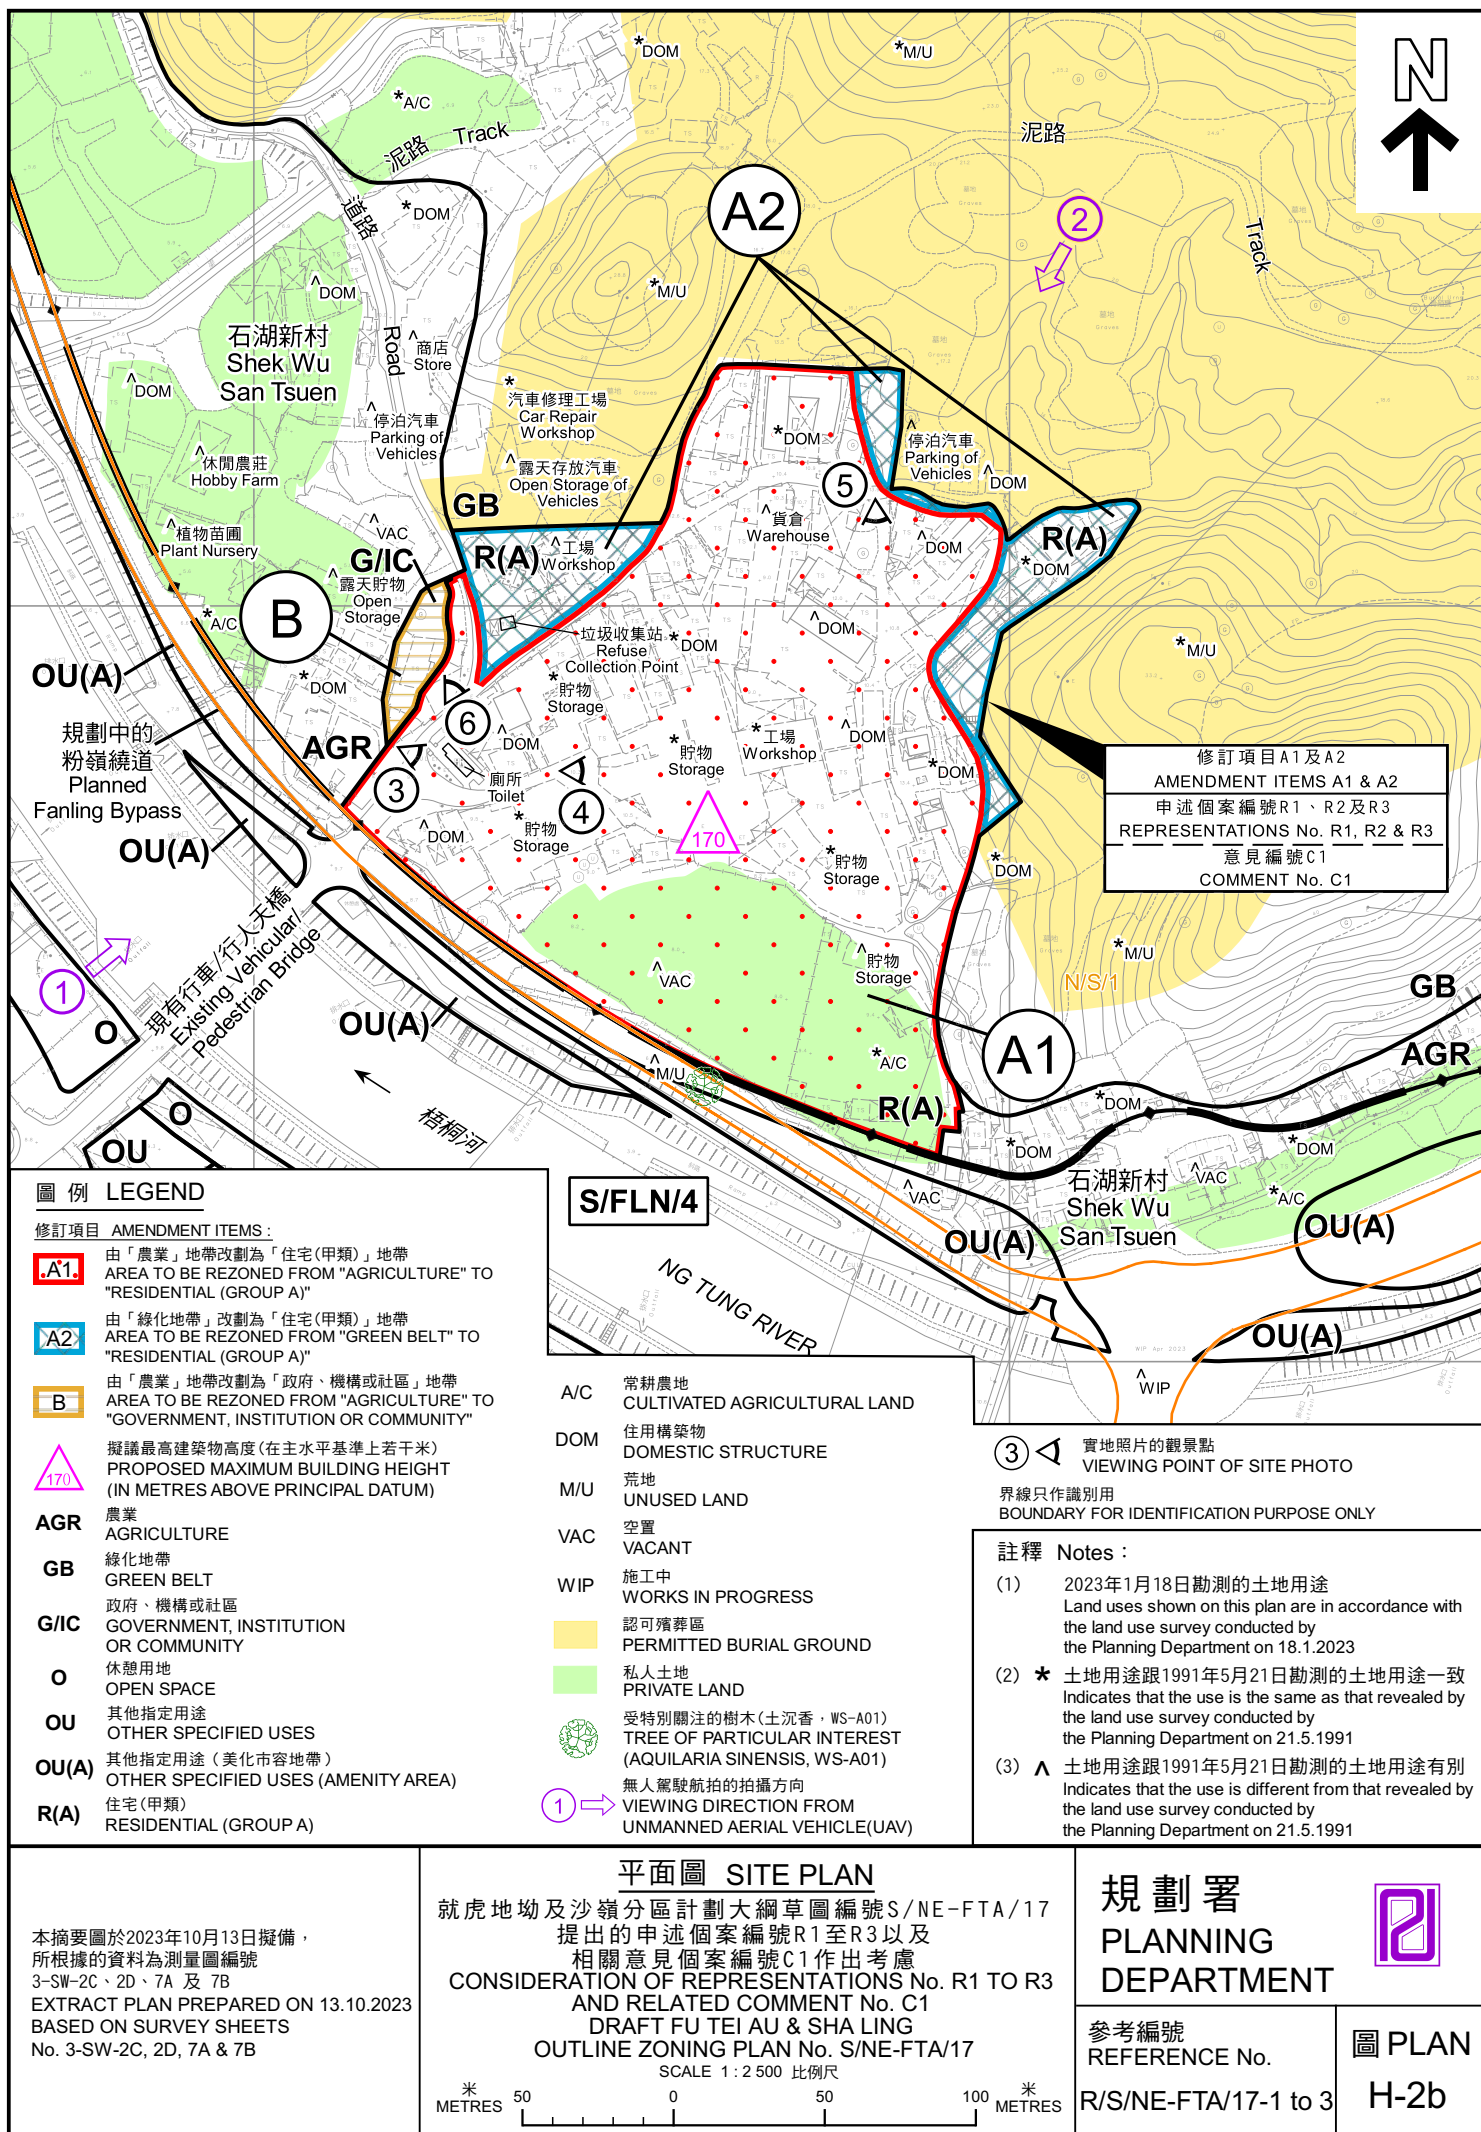 N
A2
2
*DOM
*M/U
*A/C
泥路 Track
泥路
Track
道路
Road
*DOM
^DOM
*M/U
石湖新村
Shek Wu
San Tsuen
^商店
Store
^DOM
*汽車修理工場
Car Repair
Workshop
^停泊汽車
Parking of
Vehicles
^休閒農莊
Hobby Farm
^露天存放汽車
Open Storage of
Vehicles
*DOM
^停泊汽車
Parking of
Vehicles
^DOM
5
GB
^植物苗圃
Plant Nursery
^VAC
G/IC
R(A)
^工場
Workshop
^貨倉
Warehouse
^DOM
R(A)
*DOM
^露天貯物
Open
Storage
B
*A/C
垃圾收集站
Refuse
Collection Point
*DOM
^DOM
*M/U
OU(A)
*DOM
*貯物
Storage
6
規劃中的
粉嶺繞道
Planned
Fanling Bypass
AGR
^DOM
*貯物
Storage
*工場
Workshop
^DOM
*DOM
3
廁所
Toilet
4
修訂項目A1及A2
AMENDMENT ITEMS A1 & A2
申述個案編號R1、R2及R3
REPRESENTATIONS No. R1, R2 & R3
意見編號C1
COMMENT No. C1
OU(A)
^DOM
*貯物
Storage
170
*貯物
Storage
*DOM
現有行車/行人天橋
Existing Vehicular/
Pedestrian Bridge
1
O
^VAC
^貯物
Storage
*M/U
N/S/1
GB
OU(A)
A1
AGR
^M/U
*A/C
R(A)
*DOM
O
OU
梧桐河
*DOM
*DOM
石湖新村
Shek Wu
San Tsuen
^VAC
^VAC
*A/C
OU(A)
OU(A)
OU(A)
S/FLN/4
NG TUNG RIVER
WIP Apr 2023
^WIP
圖 例 LEGEND
修訂項目 AMENDMENT ITEMS :
A1
由「農業」地帶改劃為「住宅(甲類)」地帶
AREA TO BE REZONED FROM "AGRICULTURE" TO
"RESIDENTIAL (GROUP A)"
A2
由「綠化地帶」改劃為「住宅(甲類)」地帶
AREA TO BE REZONED FROM "GREEN BELT" TO
"RESIDENTIAL (GROUP A)"
B
由「農業」地帶改劃為「政府、機構或社區」地帶
AREA TO BE REZONED FROM "AGRICULTURE" TO
"GOVERNMENT, INSTITUTION OR COMMUNITY"
170
擬議最高建築物高度(在主水平基準上若干米)
PROPOSED MAXIMUM BUILDING HEIGHT
(IN METRES ABOVE PRINCIPAL DATUM)
AGR 農業
AGRICULTURE
GB 綠化地帶
GREEN BELT
G/IC 政府、機構或社區
GOVERNMENT, INSTITUTION
OR COMMUNITY
O 休憩用地
OPEN SPACE
OU 其他指定用途
OTHER SPECIFIED USES
OU(A) 其他指定用途(美化市容地帶)
OTHER SPECIFIED USES (AMENITY AREA)
R(A) 住宅(甲類)
RESIDENTIAL (GROUP A)
A/C 常耕農地
CULTIVATED AGRICULTURAL LAND
DOM 住用構築物
DOMESTIC STRUCTURE
M/U 荒地
UNUSED LAND
VAC 空置
VACANT
WIP 施工中
WORKS IN PROGRESS
認可殯葬區
PERMITTED BURIAL GROUND
私人土地
PRIVATE LAND
受特別關注的樹木(土沉香，WS-A01)
TREE OF PARTICULAR INTEREST
(AQUILARIA SINENSIS, WS-A01)
1 無人駕駛航拍的拍攝方向
VIEWING DIRECTION FROM
UNMANNED AERIAL VEHICLE(UAV)
3 實地照片的觀景點
VIEWING POINT OF SITE PHOTO
界線只作識別用
BOUNDARY FOR IDENTIFICATION PURPOSE ONLY
註釋 Notes :
(1) 2023年1月18日勘測的土地用途
Land uses shown on this plan are in accordance with
the land use survey conducted by
the Planning Department on 18.1.2023
(2) * 土地用途跟1991年5月21日勘測的土地用途一致
Indicates that the use is the same as that revealed by
the land use survey conducted by
the Planning Department on 21.5.1991
(3) ^ 土地用途跟1991年5月21日勘測的土地用途有別
Indicates that the use is different from that revealed by
the land use survey conducted by
the Planning Department on 21.5.1991
本摘要圖於2023年10月13日擬備，
所根據的資料為測量圖編號
3-SW-2C、2D、7A 及 7B
EXTRACT PLAN PREPARED ON 13.10.2023
BASED ON SURVEY SHEETS
No. 3-SW-2C, 2D, 7A & 7B
平面圖 SITE PLAN
就虎地坳及沙嶺分區計劃大綱草圖編號S/NE-FTA/17
提出的申述個案編號R1至R3以及
相關意見個案編號C1作出考慮
CONSIDERATION OF REPRESENTATIONS No. R1 TO R3
AND RELATED COMMENT No. C1
DRAFT FU TEI AU & SHA LING
OUTLINE ZONING PLAN No. S/NE-FTA/17
SCALE 1 : 2 500 比例尺
米 METRES 50 0 50 100 米 METRES
規劃署
PLANNING
DEPARTMENT
參考編號
REFERENCE No.
R/S/NE-FTA/17-1 to 3
圖 PLAN
H-2b